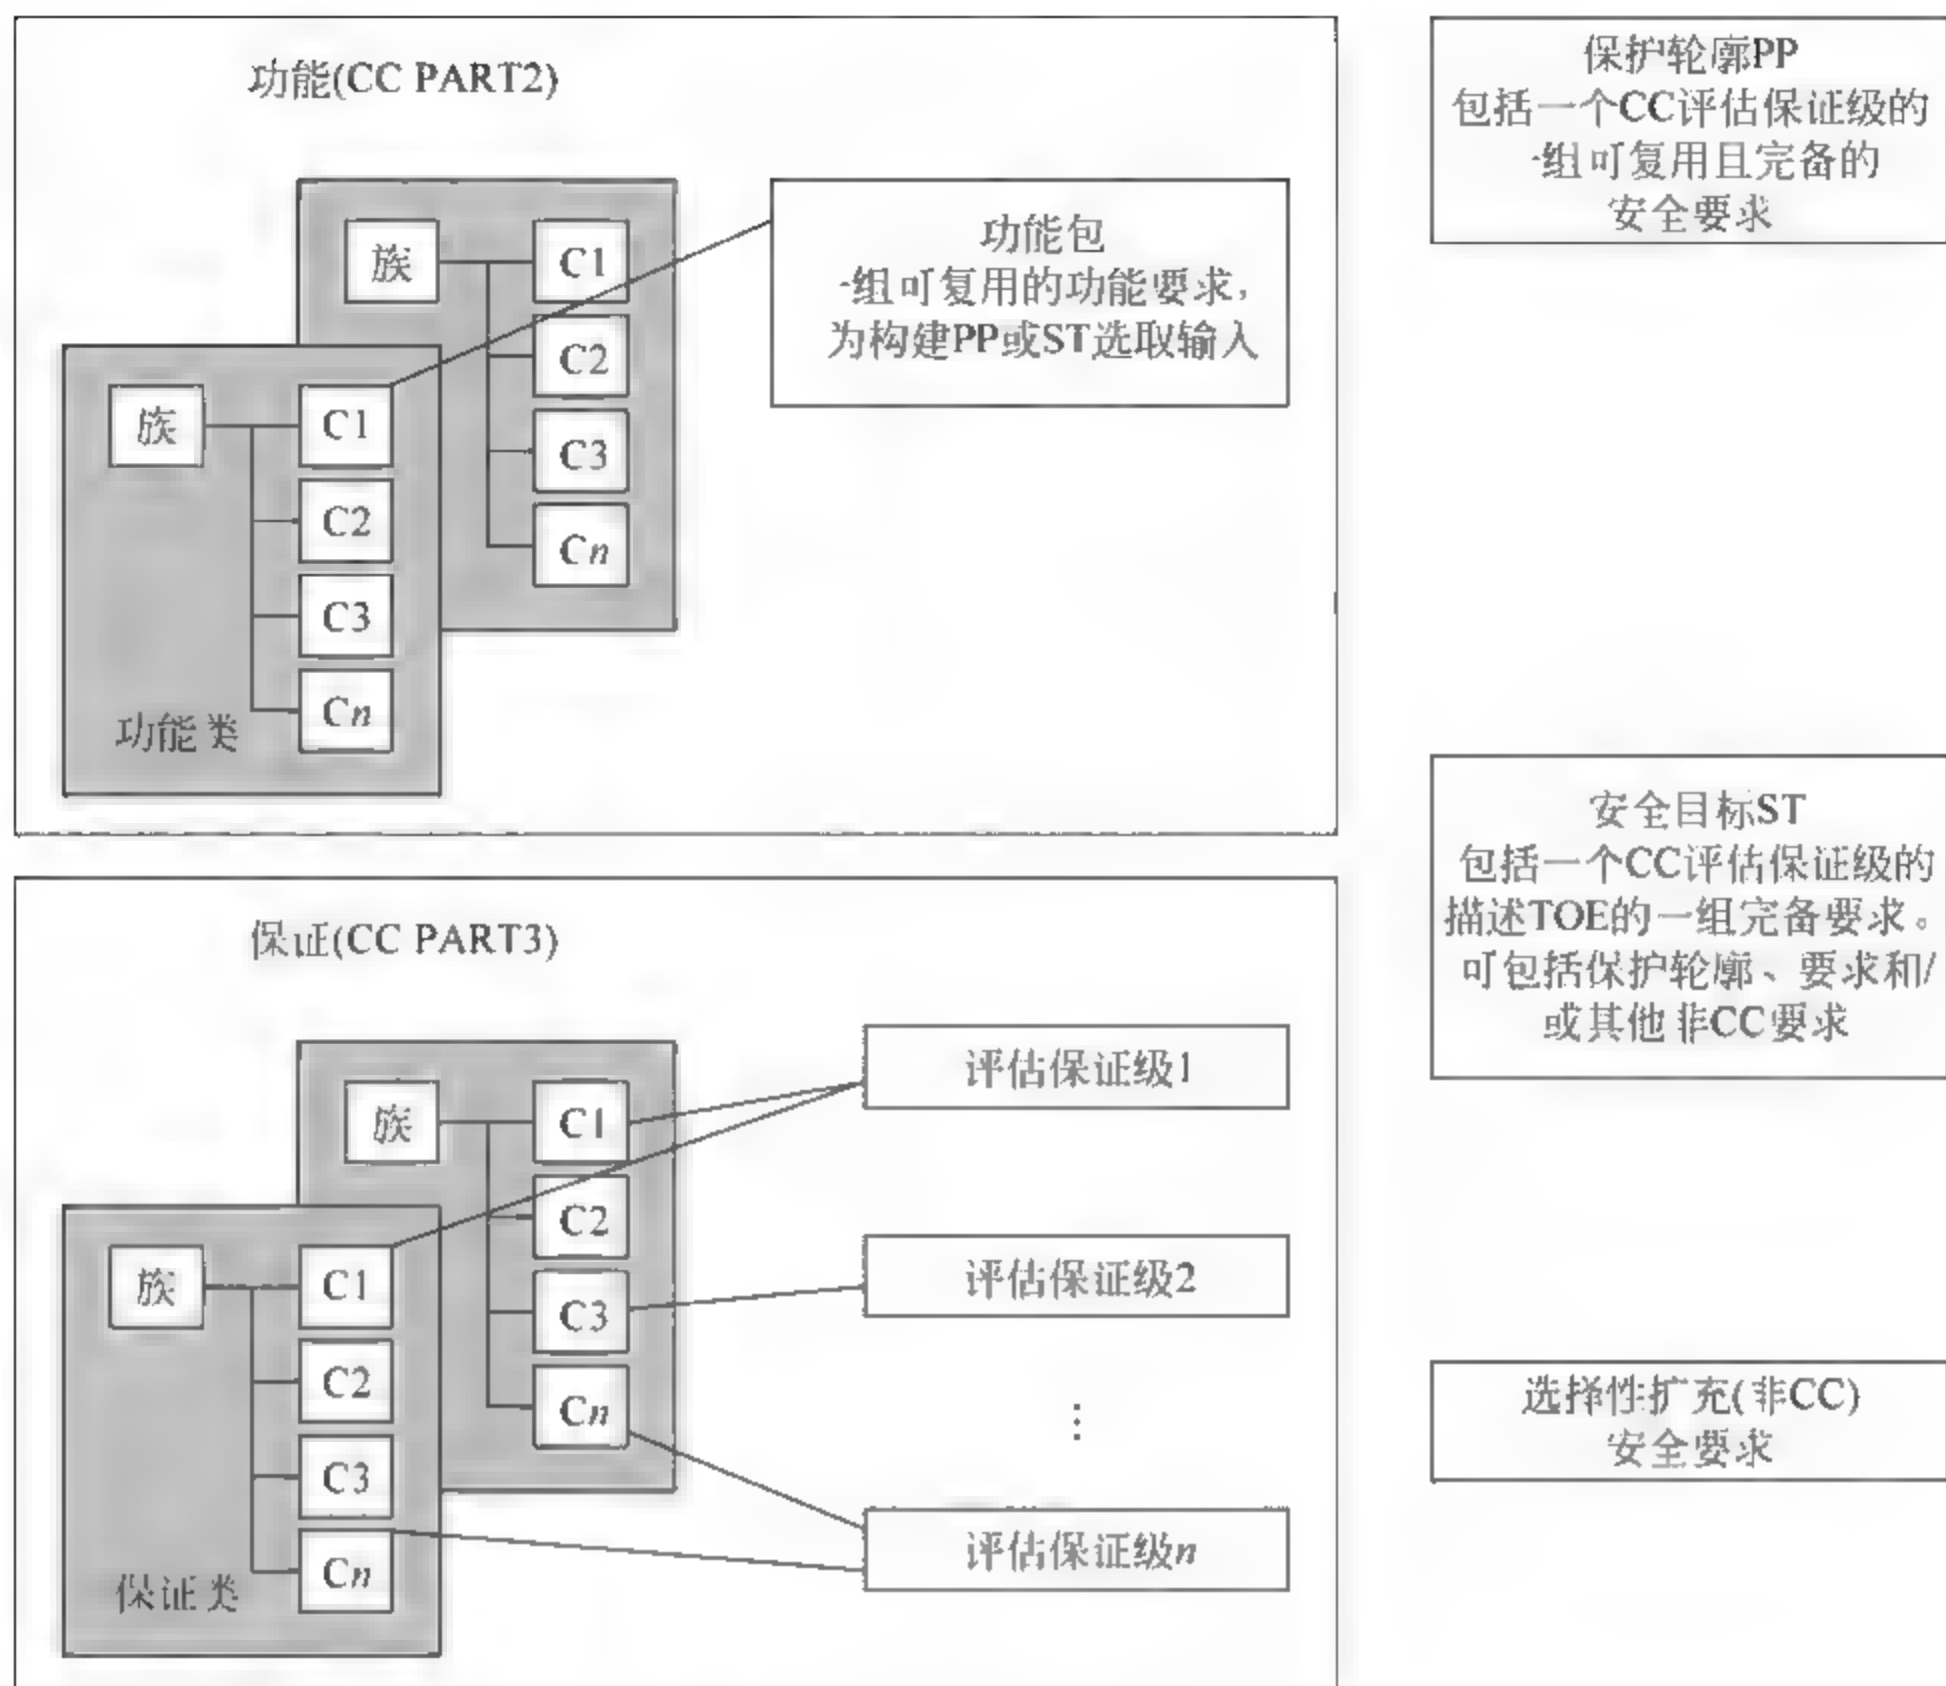 功能(CC PART2)
族
C1
C2
C3
Cn
族
C1
C2
C3
Cn
功能类
功能包
一组可复用的功能要求，
为构建PP或ST选取输入
保护轮廓PP
包括一个CC评估保证级的
一组可复用且完备的
安全要求
安全目标ST
包括一个CC评估保证级的
描述TOE的一组完备要求。
可包括保护轮廓、要求和/
或其他非CC要求
保证(CC PART3)
族
C1
C2
C3
Cn
族
C1
C2
C3
Cn
保证类
评估保证级1
评估保证级2
⋮
评估保证级n
选择性扩充(非CC)
安全要求